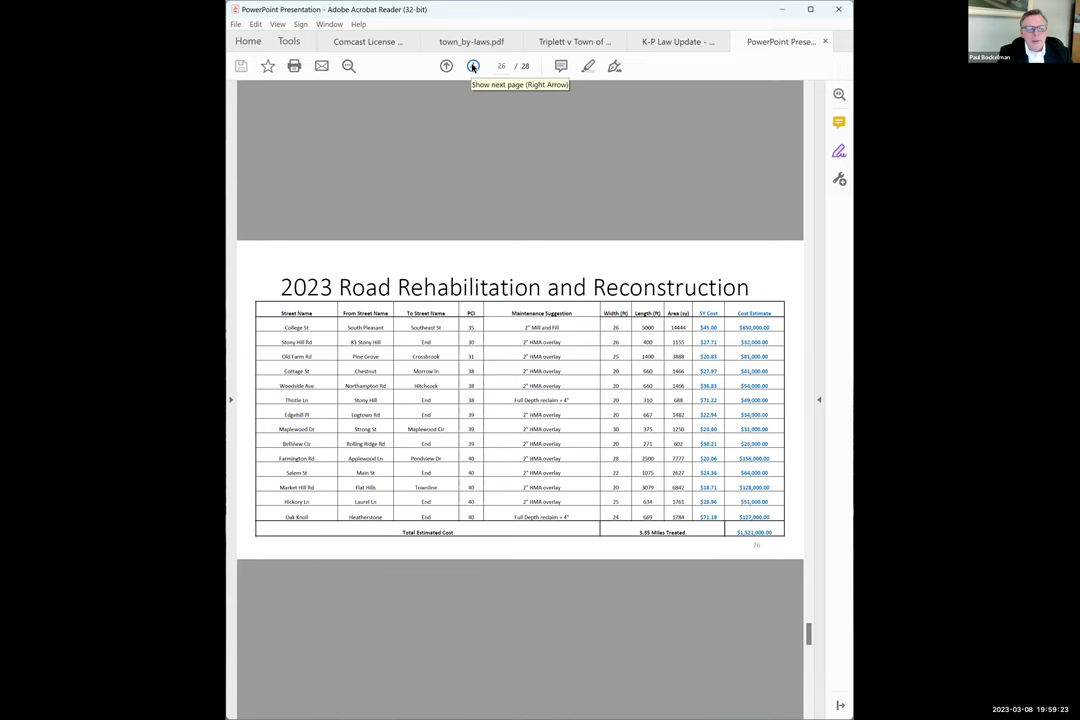 PowerPoint Presentation - Adobe Acrobat Reader (32-bit)
File Edit View Window Sign Help
Home Tools Comcast License ... town_by-laws.pdf Triplett v Town of ... K-P Law Update - ... PowerPoint Prese... ×
26 / 28
Show next page (Right Arrow)
Paul Bockelman
2023 Road Rehabilitation and Reconstruction
Street Name From Street Name To Street Name PCI Maintenance Suggestion Width (ft) Length (ft) Area (sy) SY Cost Cost Estimate
College St South Pleasant Southeast St 35 2" Mill and Fill 26 5000 14444 $45.00 $650,000.00
Stony Hill Rd 83 Stony Hill End 30 2" HMA overlay 26 400 1155 $27.71 $32,000.00
Old Farm Rd Pine Grove Crossbrook 31 2" HMA overlay 25 1400 3888 $20.83 $81,000.00
Cottage St Chestnut Morrow ln 38 2" HMA overlay 20 660 1466 $27.97 $41,000.00
Woodside Ave Northampton Rd Hitchcock 38 2" HMA overlay 20 660 1466 $36.83 $54,000.00
Thistle Ln Stony Hill End 38 Full Depth reclaim + 4" 20 310 688 $71.22 $49,000.00
Edgehill Pl Logtown Rd End 39 2" HMA overlay 20 667 1482 $22.94 $34,000.00
Maplewood Dr Strong St Maplewood Cir 39 2" HMA overlay 30 375 1250 $24.80 $31,000.00
Bellview Cir Rolling Ridge Rd End 39 2" HMA overlay 20 271 602 $38.21 $23,000.00
Farmington Rd Applewood Ln Pondview Dr 40 2" HMA overlay 28 2500 7777 $20.06 $156,000.00
Salem St Main St End 40 2" HMA overlay 22 1075 2627 $24.36 $64,000.00
Market Hill Rd Flat Hills Townline 40 2" HMA overlay 20 3079 6842 $18.71 $128,000.00
Hickory Ln Laurel Ln End 40 2" HMA overlay 25 634 1761 $28.96 $51,000.00
Oak Knoll Heatherstone End 40 Full Depth reclaim + 4" 24 669 1784 $71.19 $127,000.00
Total Estimated Cost 3.35 Miles Treated $1,521,000.00
26
2023-03-08 19:59:23